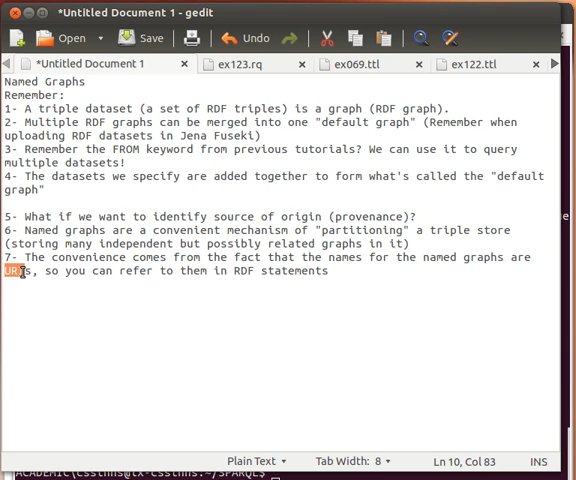 *Untitled Document 1 - gedit
Open
Save
Undo
*Untitled Document 1
ex123.rq
ex069.ttl
ex122.ttl
Named Graphs
Remember:
1- A triple dataset (a set of RDF triples) is a graph (RDF graph).
2- Multiple RDF graphs can be merged into one "default graph" (Remember when
uploading RDF datasets in Jena Fuseki)
3- Remember the FROM keyword from previous tutorials? We can use it to query
multiple datasets!
4- The datasets we specify are added together to form what's called the "default
graph"
5- What if we want to identify source of origin (provenance)?
6- Named graphs are a convenient mechanism of "partitioning" a triple store
(storing many independent but possibly related graphs in it)
7- The convenience comes from the fact that the names for the named graphs are
URIs, so you can refer to them in RDF statements
Plain Text
Tab Width: 8
Ln 10, Col 83
INS